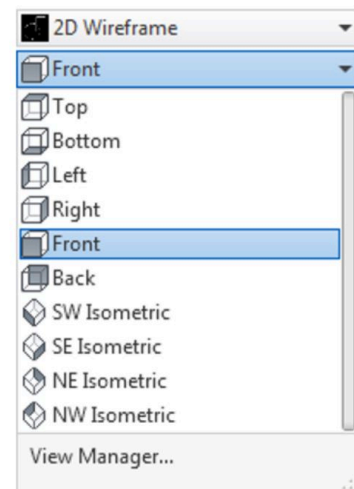 2D Wireframe
Front
Top
Bottom
Left
Right
Front
Back
SW Isometric
SE Isometric
NE Isometric
NW Isometric
View Manager...